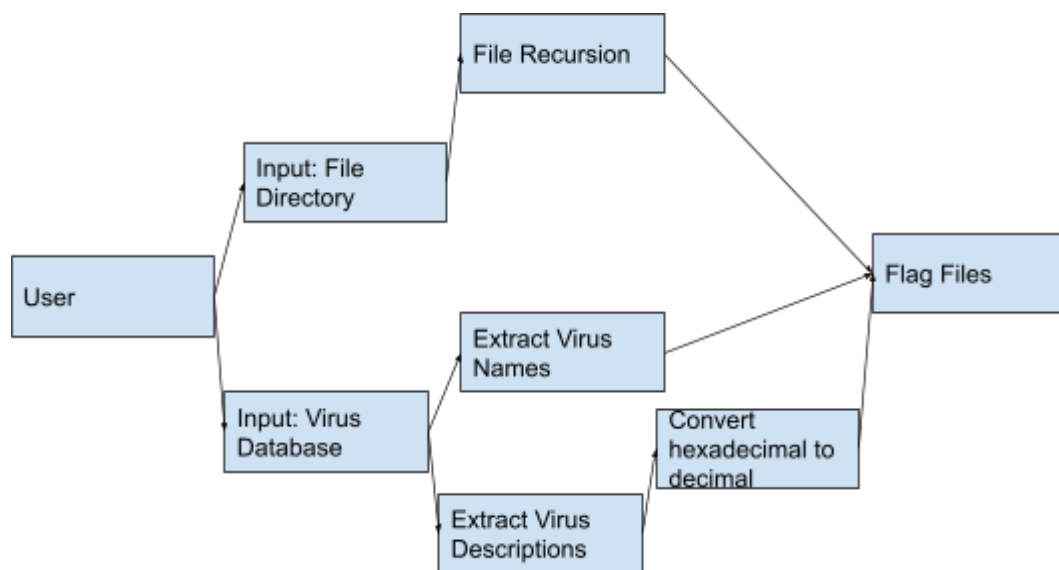 File Recursion
Input: File
Directory
User
Flag Files
Extract Virus
Names
Input: Virus
Database
Convert
hexadecimal to
decimal
Extract Virus
Descriptions